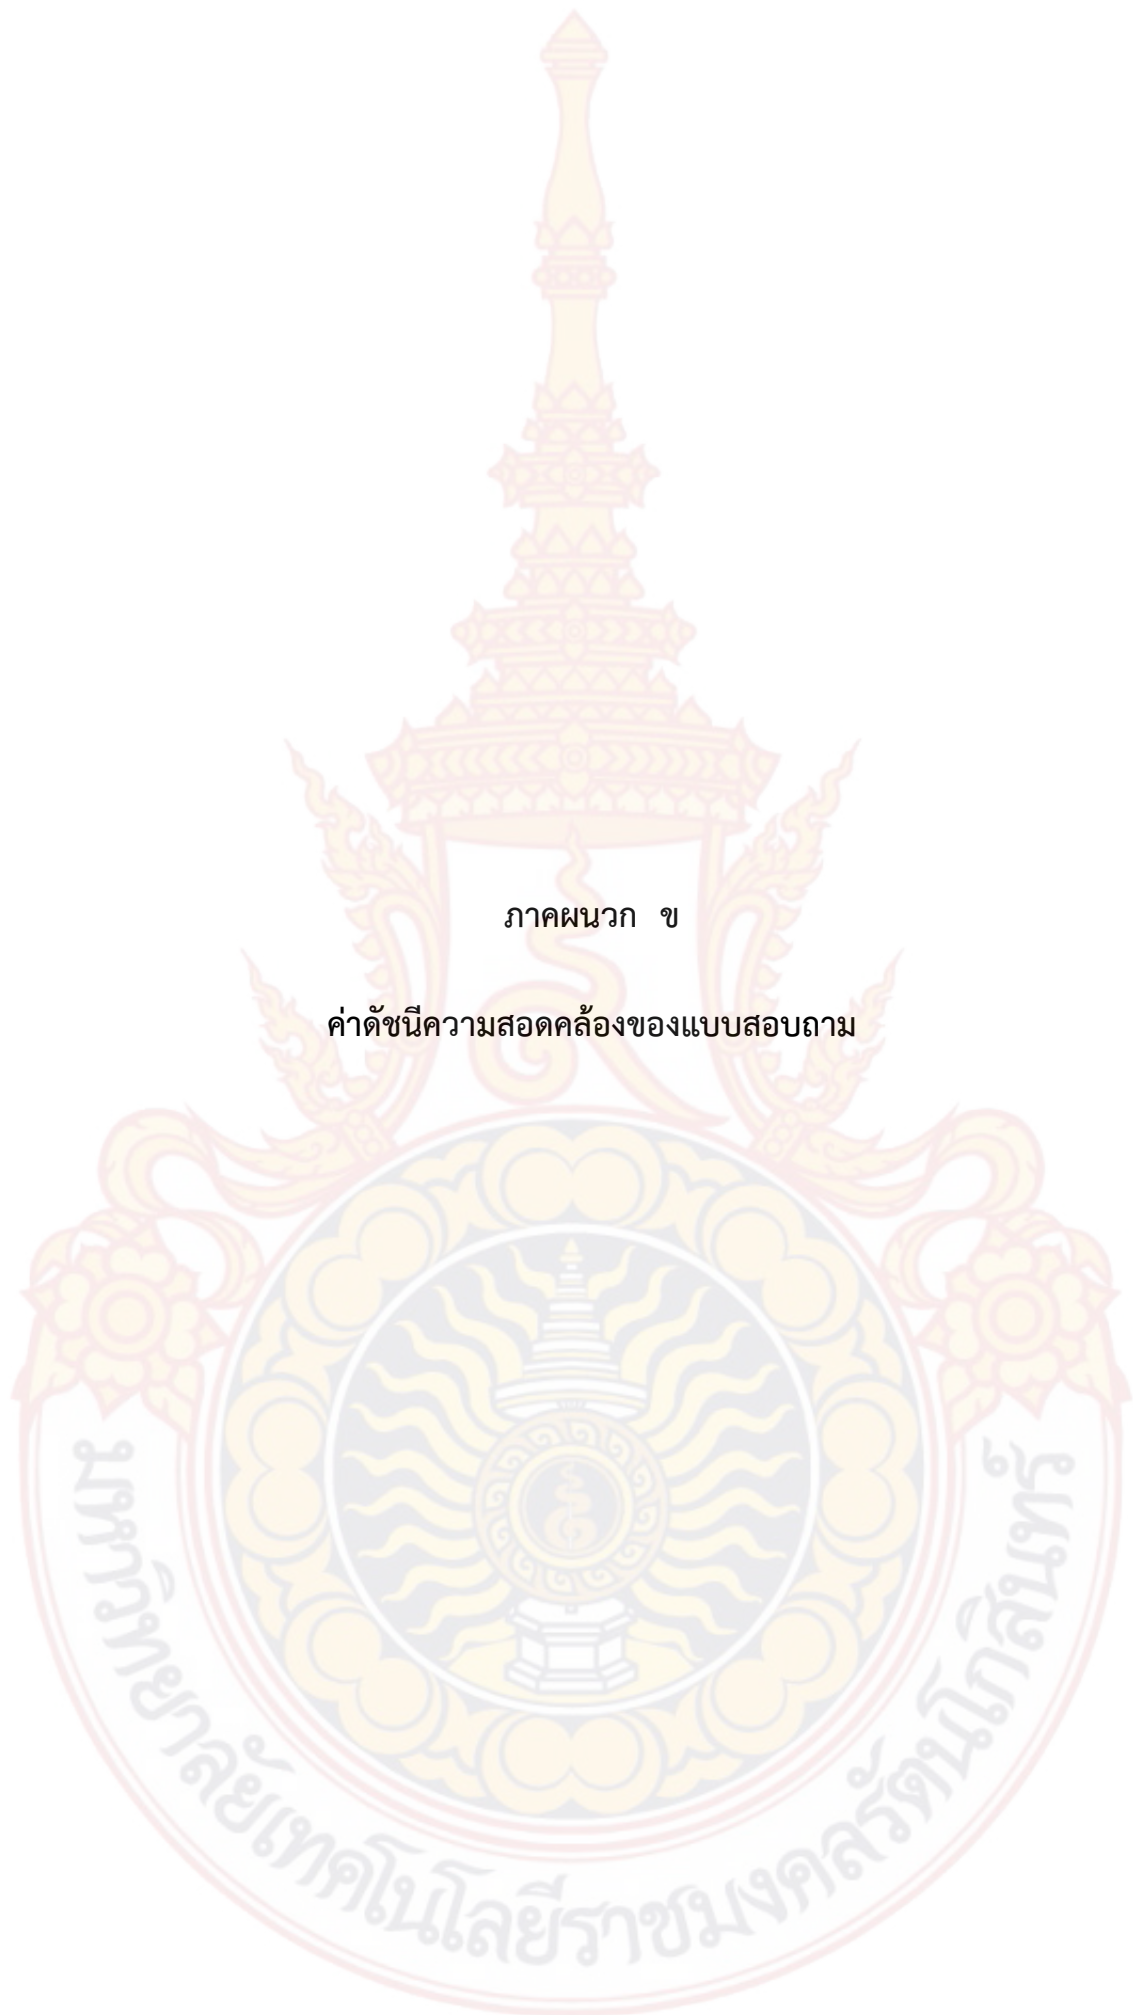 ภาคผนวก ข
ค่าดัชนีความสอดคล้องของแบบสอบถาม
มหาวิทยาลัยเทคโนโลยีราชมงคลรัตนโกสินทร์